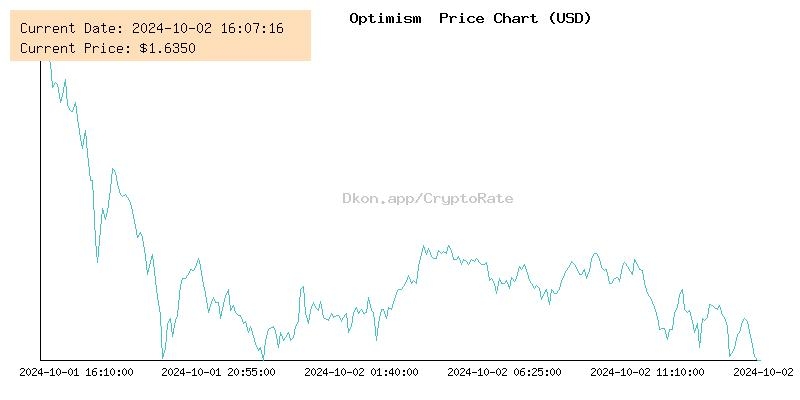 Optimism  Price Chart (USD)
Current Date: 2024-10-02 16:07:16
Current Price: $1.6350
Dkon.app/CryptoRate
2024-10-01 16:10:00 2024-10-01 20:55:00 2024-10-02 01:40:00 2024-10-02 06:25:00 2024-10-02 11:10:00 2024-10-02